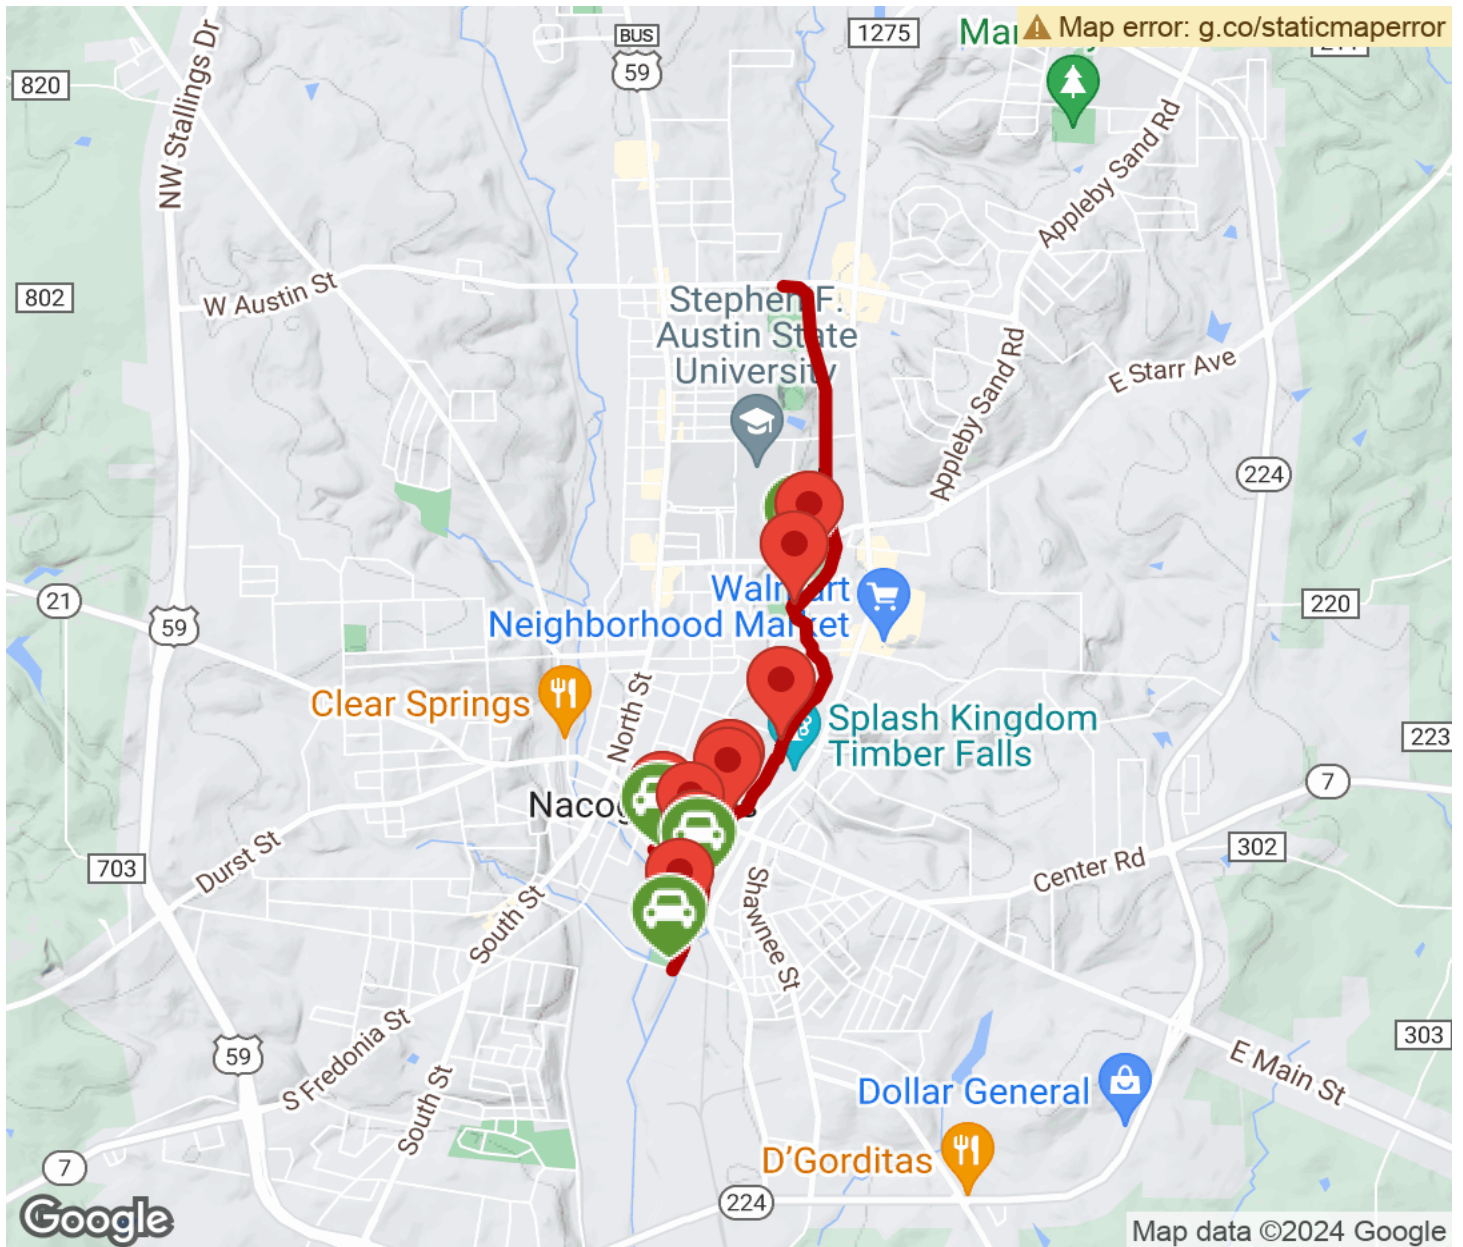 Map error: g.co/staticmaperror
BUS
59
1275
820
NW Stallings Dr
Appleby Sand Rd
802
W Austin St
Stephen F.
Austin State
University
E Starr Ave
Appleby Sand Rd
224
21
59
Walmart
Neighborhood Market
220
Clear Springs
North St
Splash Kingdom
Timber Falls
223
7
703
Durst St
302
Center Rd
South St
Shawnee St
S Fredonia St
59
303
E Main St
South St
Dollar General
D'Gorditas
7
224
Google
Map data ©2024 Google